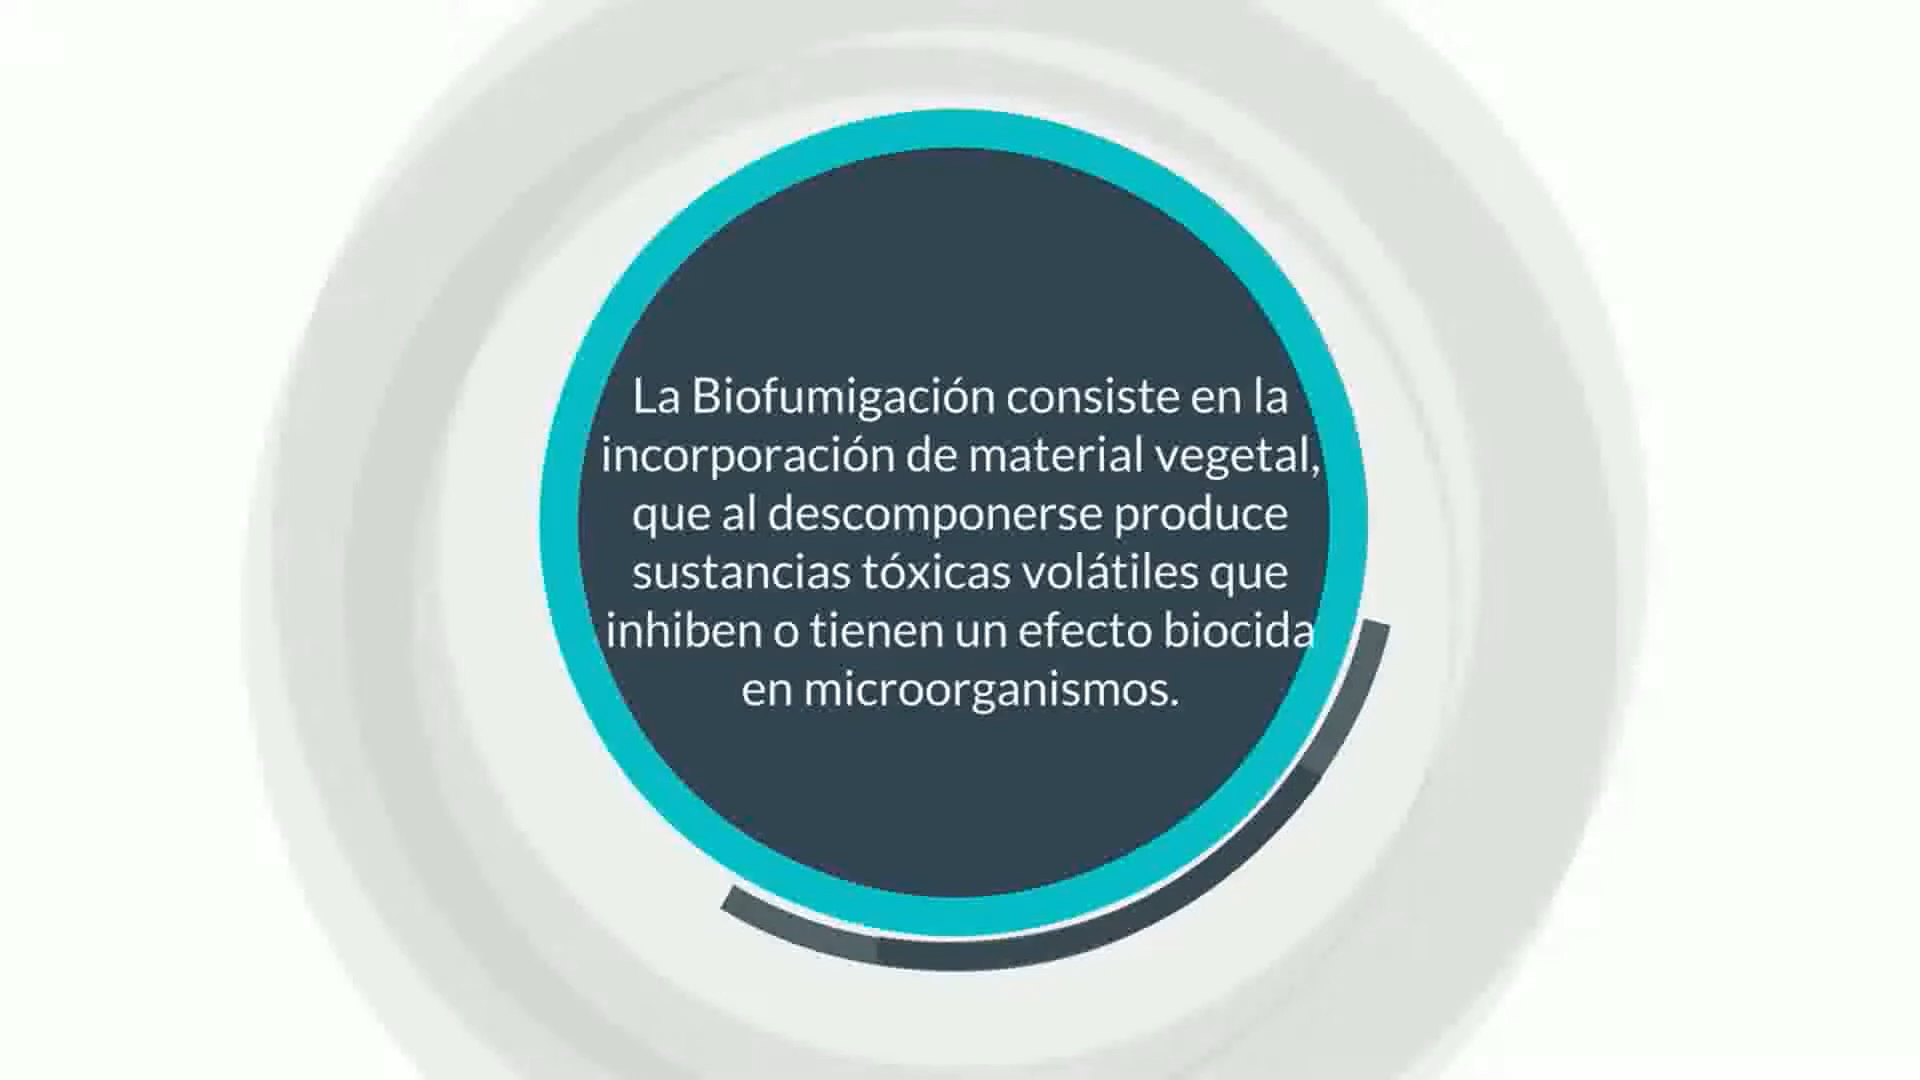 La Biofumigación consiste en la
incorporación de material vegetal,
que al descomponerse produce
sustancias tóxicas volátiles que
inhiben o tienen un efecto biocida
en microorganismos.